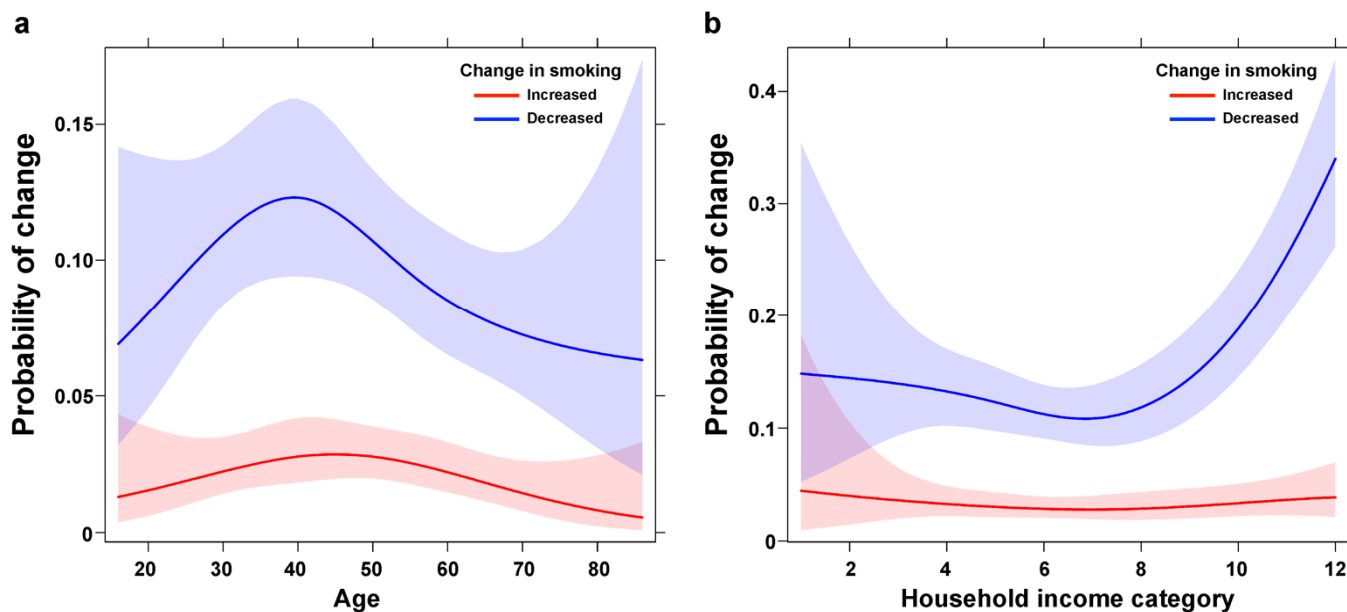 a
Change in smoking
Increased
Decreased
Probability of change
0.15
0.10
0.05
0
20 30 40 50 60 70 80
Age
b
Change in smoking
Increased
Decreased
Probability of change
0.4
0.3
0.2
0.1
0
2 4 6 8 10 12
Household income category